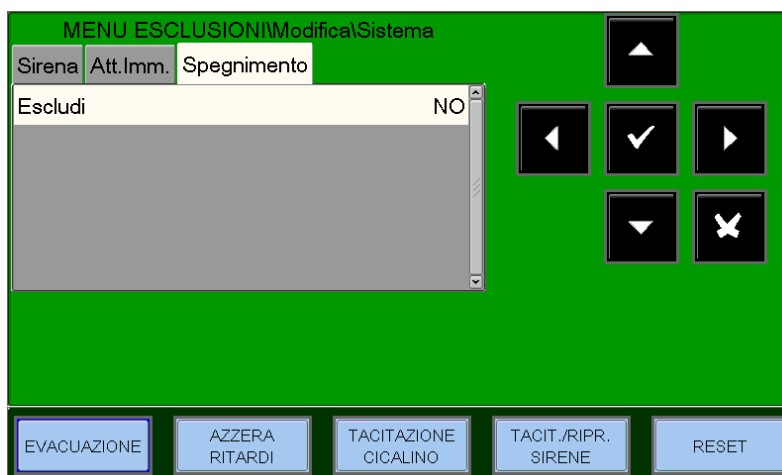 MENU ESCLUSIONI\Modifica\Sistema
Sirena Att.Imm. Spegnimento
Escludi NO
EVACUAZIONE
AZZERA
RITARDI
TACITAZIONE
CICALINO
TACIT./RIPR.
SIRENE
RESET